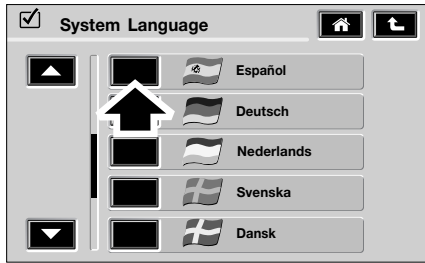 System Language
Español
Deutsch
Nederlands
Svenska
Dansk